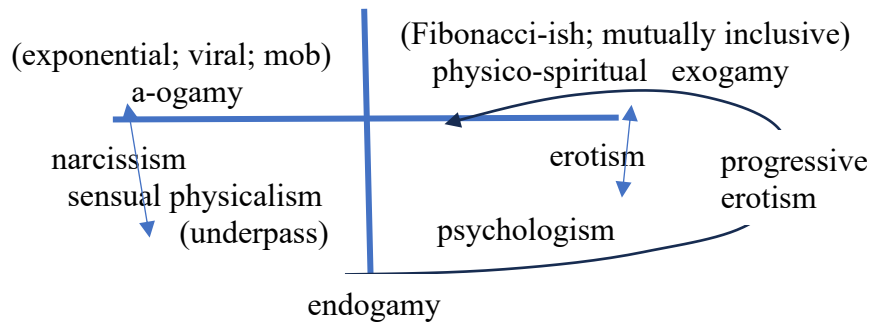 (exponential; viral; mob)
a-ogamy
(Fibonacci-ish; mutually inclusive)
physico-spiritual exogamy
narcissism
sensual physicalism
(underpass)
erotism
psychologism
progressive
erotism
endogamy